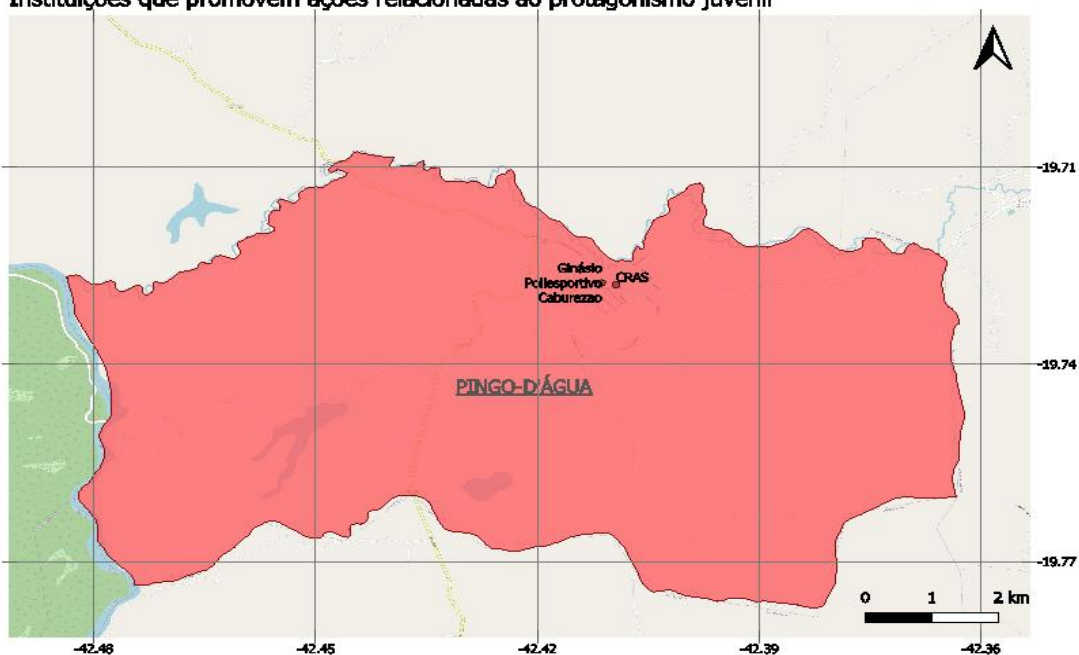 Instituições que promovem ações relacionadas ao protagonismo juvenil
-19.71
Ginásio
Poliesportivo
Caburezao
CRAS
-19.74
PINGO-D'ÁGUA
-19.77
0 1 2 km
-42.48 -42.45 -42.42 -42.39 -42.36